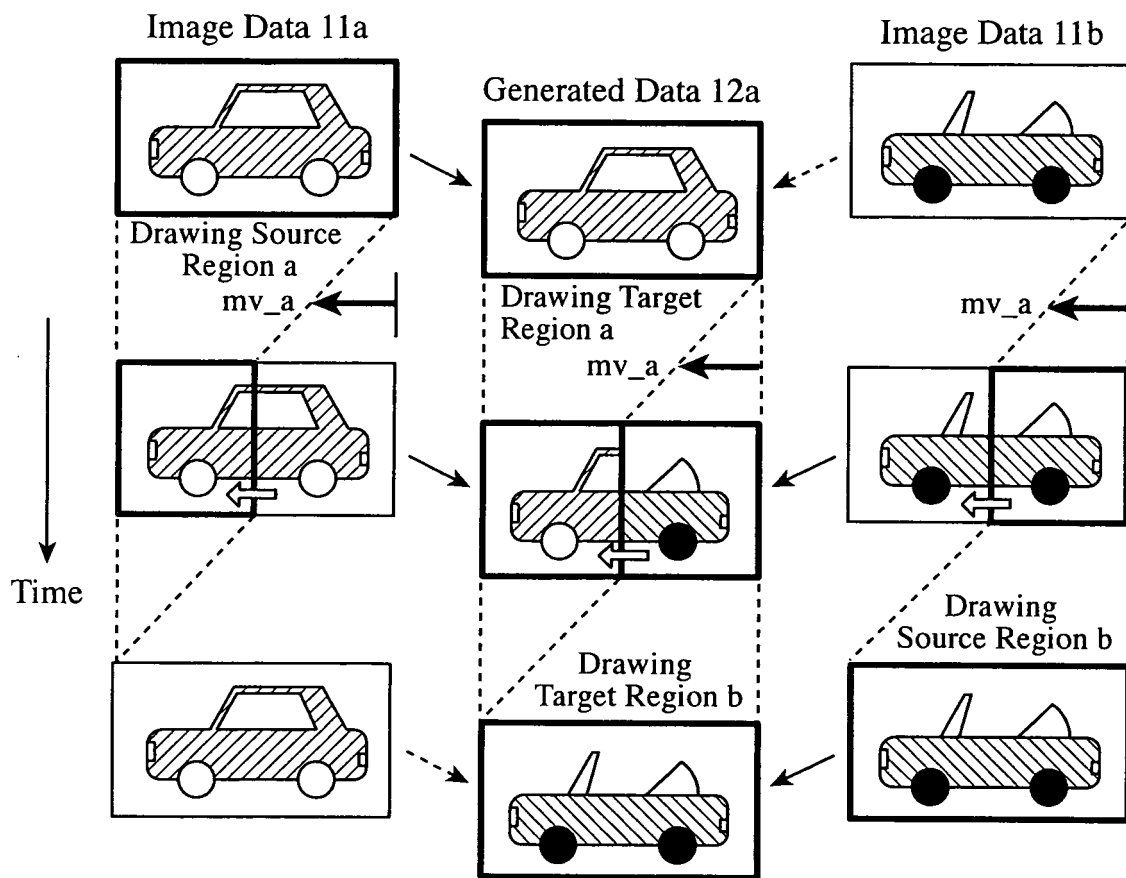 Image Data 11a
Image Data 11b
Generated Data 12a
Drawing Source
Region a
mv_a
Drawing Target
Region a
mv_a
mv_a
Time
Drawing
Source Region b
Drawing
Target Region b